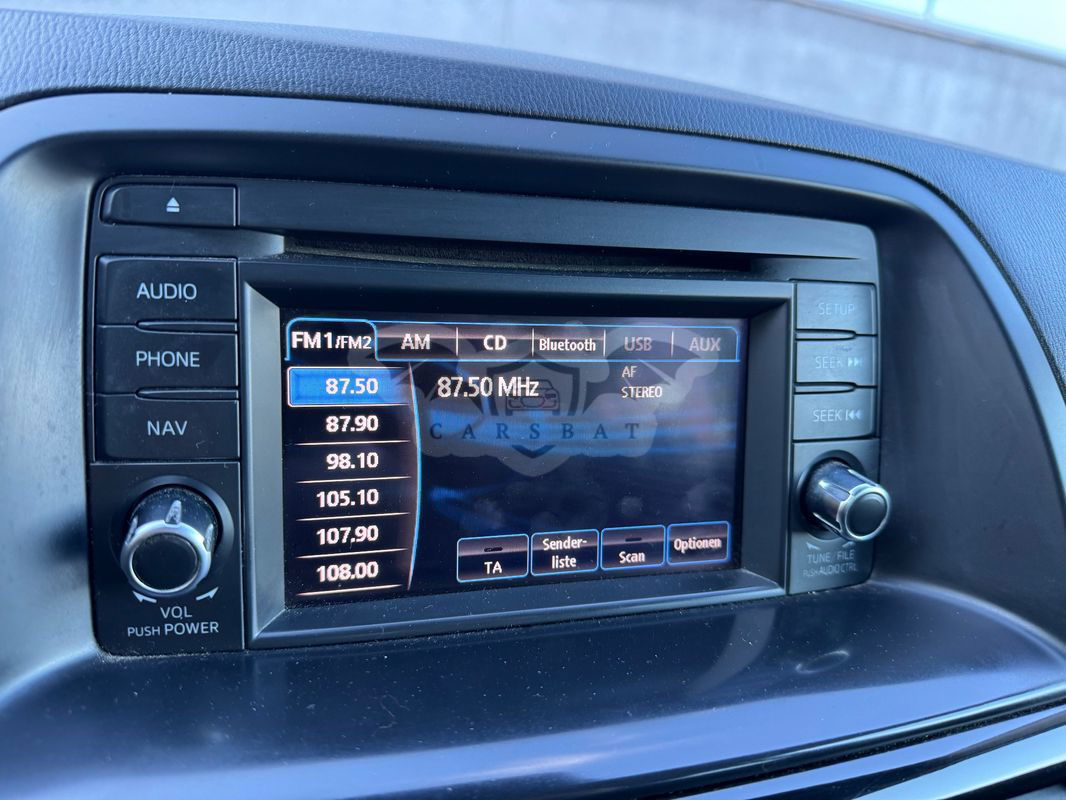 AUDIO
PHONE
NAV
VOL
PUSH POWER
FM1/FM2 AM CD Bluetooth USB AUX
87.50
87.90
98.10
105.10
107.90
108.00
87.50 MHz
AF
STEREO
CARSBAT
TA
Sender-
liste
Scan
Optionen
SETUP
SEEK
SEEK
TUNE/FILE
PUSH AUDIO CTRL